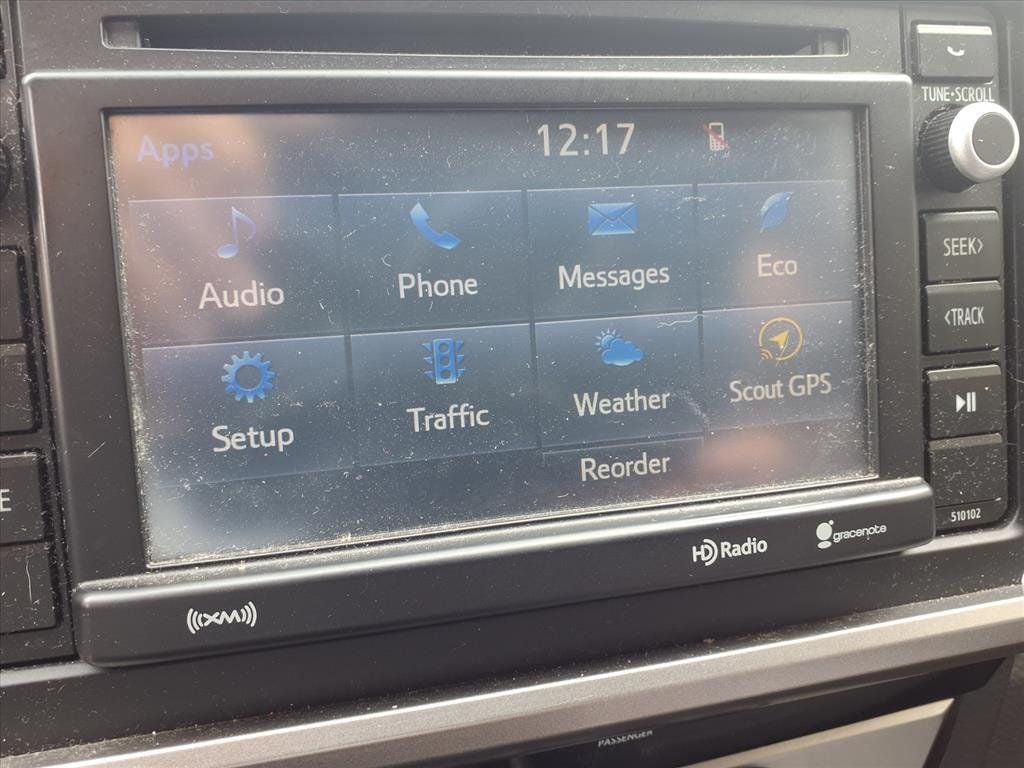 TUNE•SCROLL
Apps 12:17
Audio Phone Messages Eco
Setup Traffic Weather Scout GPS
Reorder
SEEK>
<TRACK
E
510102
HD Radio
gracenote
((XM))
PASSENGER